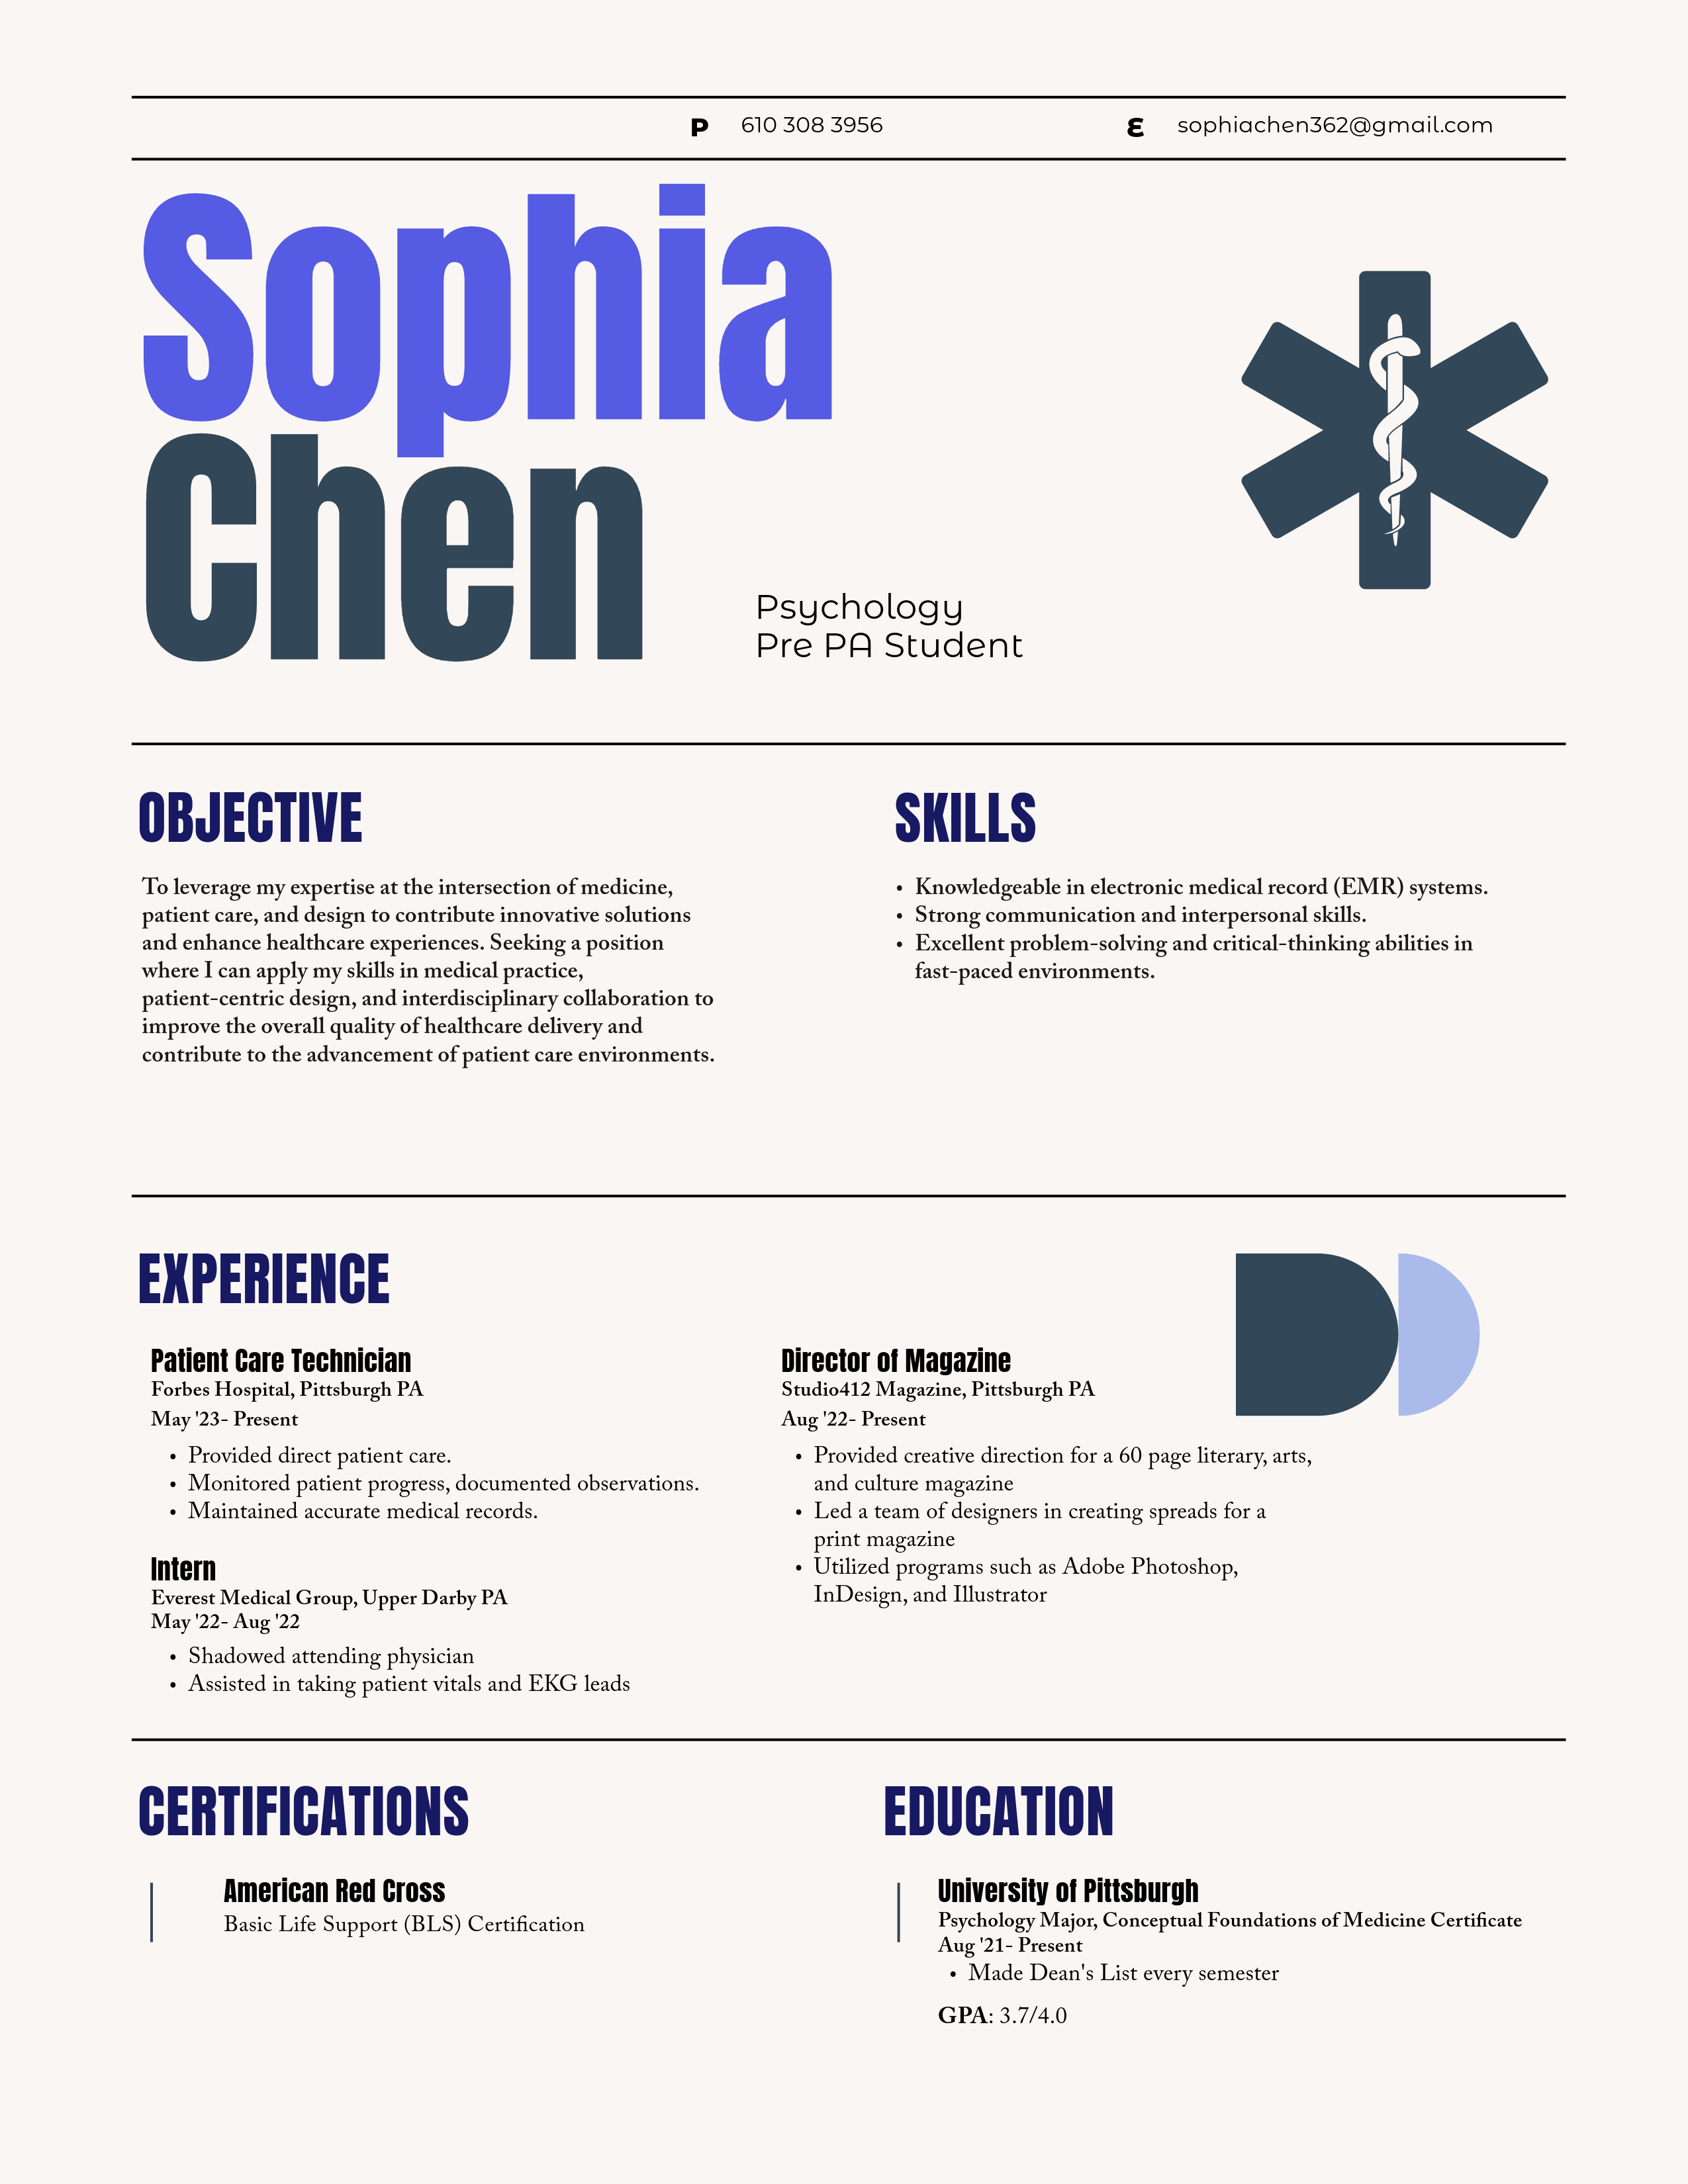 P 610 308 3956 E sophiachen362@gmail.com
Sophia
Chen
Psychology
Pre PA Student
OBJECTIVE
To leverage my expertise at the intersection of medicine,
patient care, and design to contribute innovative solutions
and enhance healthcare experiences. Seeking a position
where I can apply my skills in medical practice,
patient-centric design, and interdisciplinary collaboration to
improve the overall quality of healthcare delivery and
contribute to the advancement of patient care environments.
SKILLS
• Knowledgeable in electronic medical record (EMR) systems.
• Strong communication and interpersonal skills.
• Excellent problem-solving and critical-thinking abilities in
fast-paced environments.
EXPERIENCE
Patient Care Technician
Forbes Hospital, Pittsburgh PA
May '23- Present
• Provided direct patient care.
• Monitored patient progress, documented observations.
• Maintained accurate medical records.
Intern
Everest Medical Group, Upper Darby PA
May '22- Aug '22
• Shadowed attending physician
• Assisted in taking patient vitals and EKG leads
Director of Magazine
Studio412 Magazine, Pittsburgh PA
Aug '22- Present
• Provided creative direction for a 60 page literary, arts,
and culture magazine
• Led a team of designers in creating spreads for a
print magazine
• Utilized programs such as Adobe Photoshop,
InDesign, and Illustrator
CERTIFICATIONS
American Red Cross
Basic Life Support (BLS) Certification
EDUCATION
University of Pittsburgh
Psychology Major, Conceptual Foundations of Medicine Certificate
Aug '21- Present
• Made Dean's List every semester
GPA: 3.7/4.0